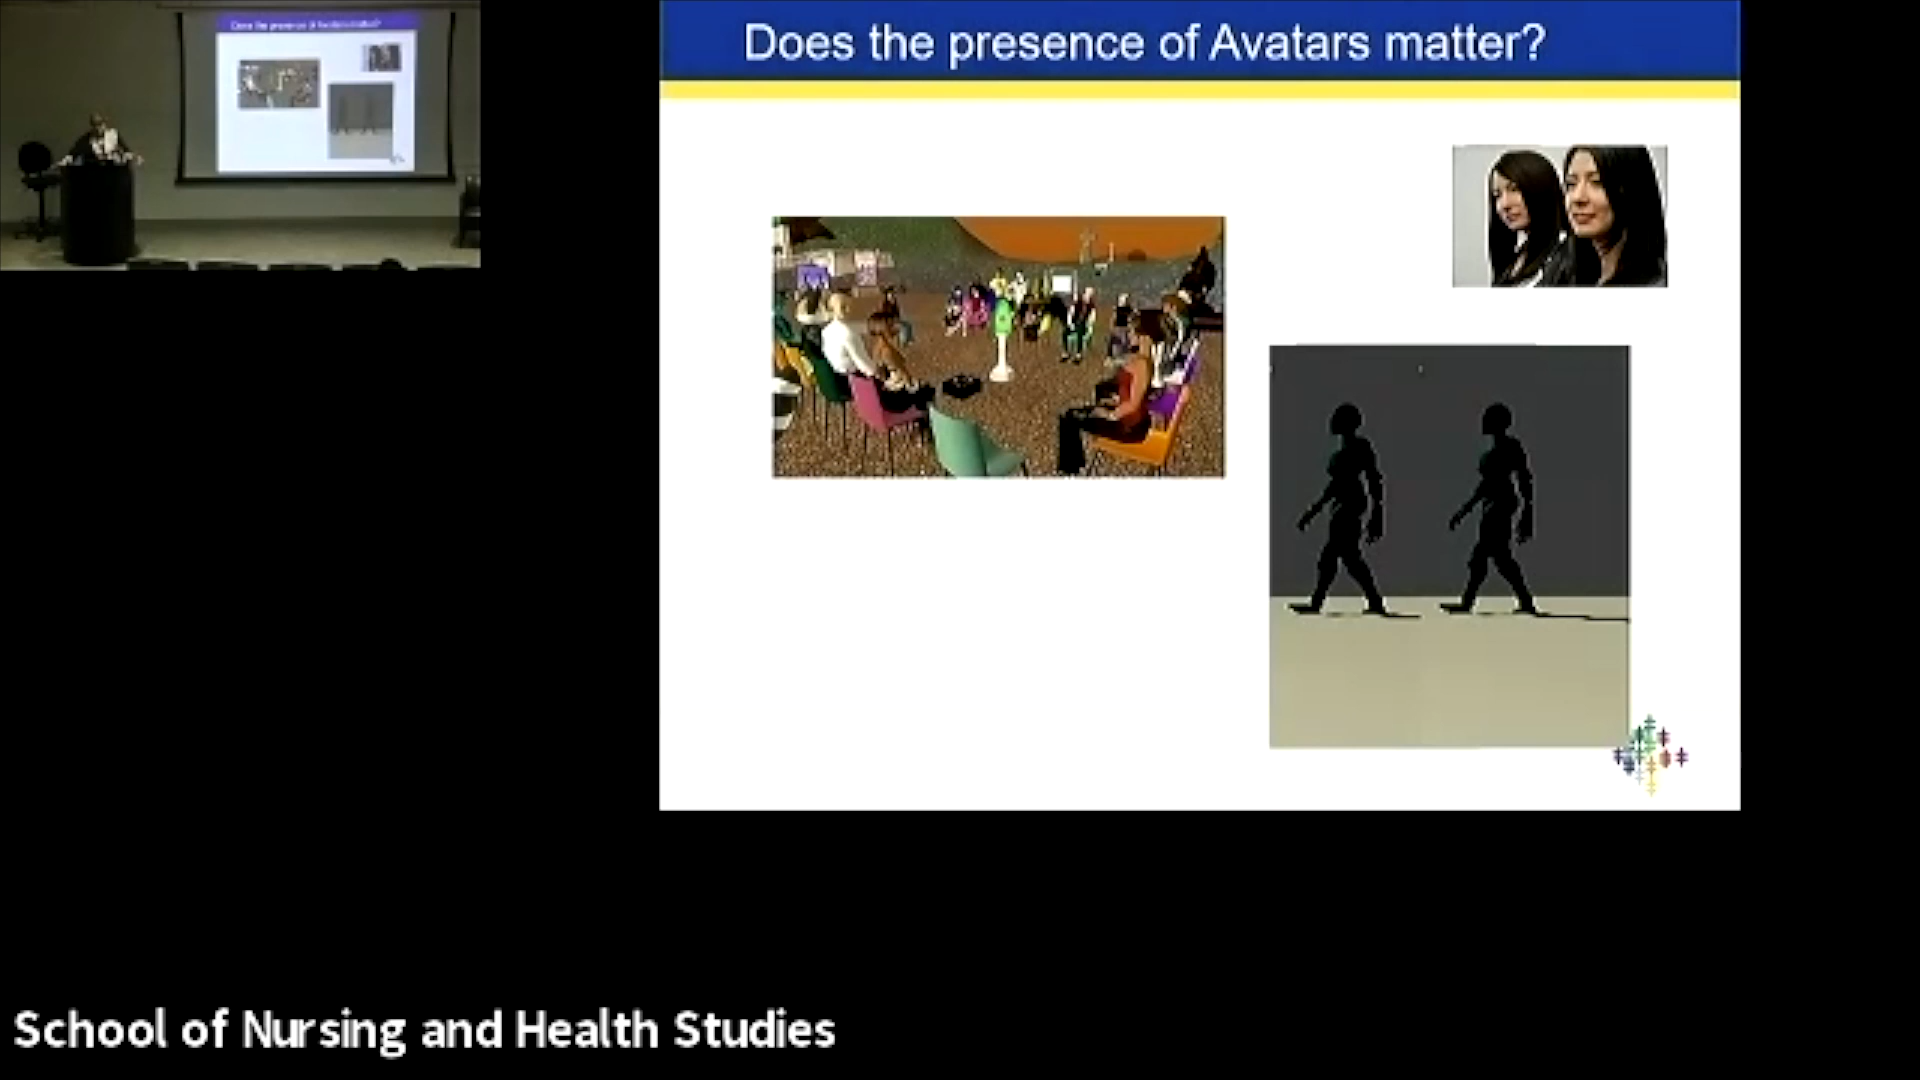 Does the presence of Avatars matter?
School of Nursing and Health Studies